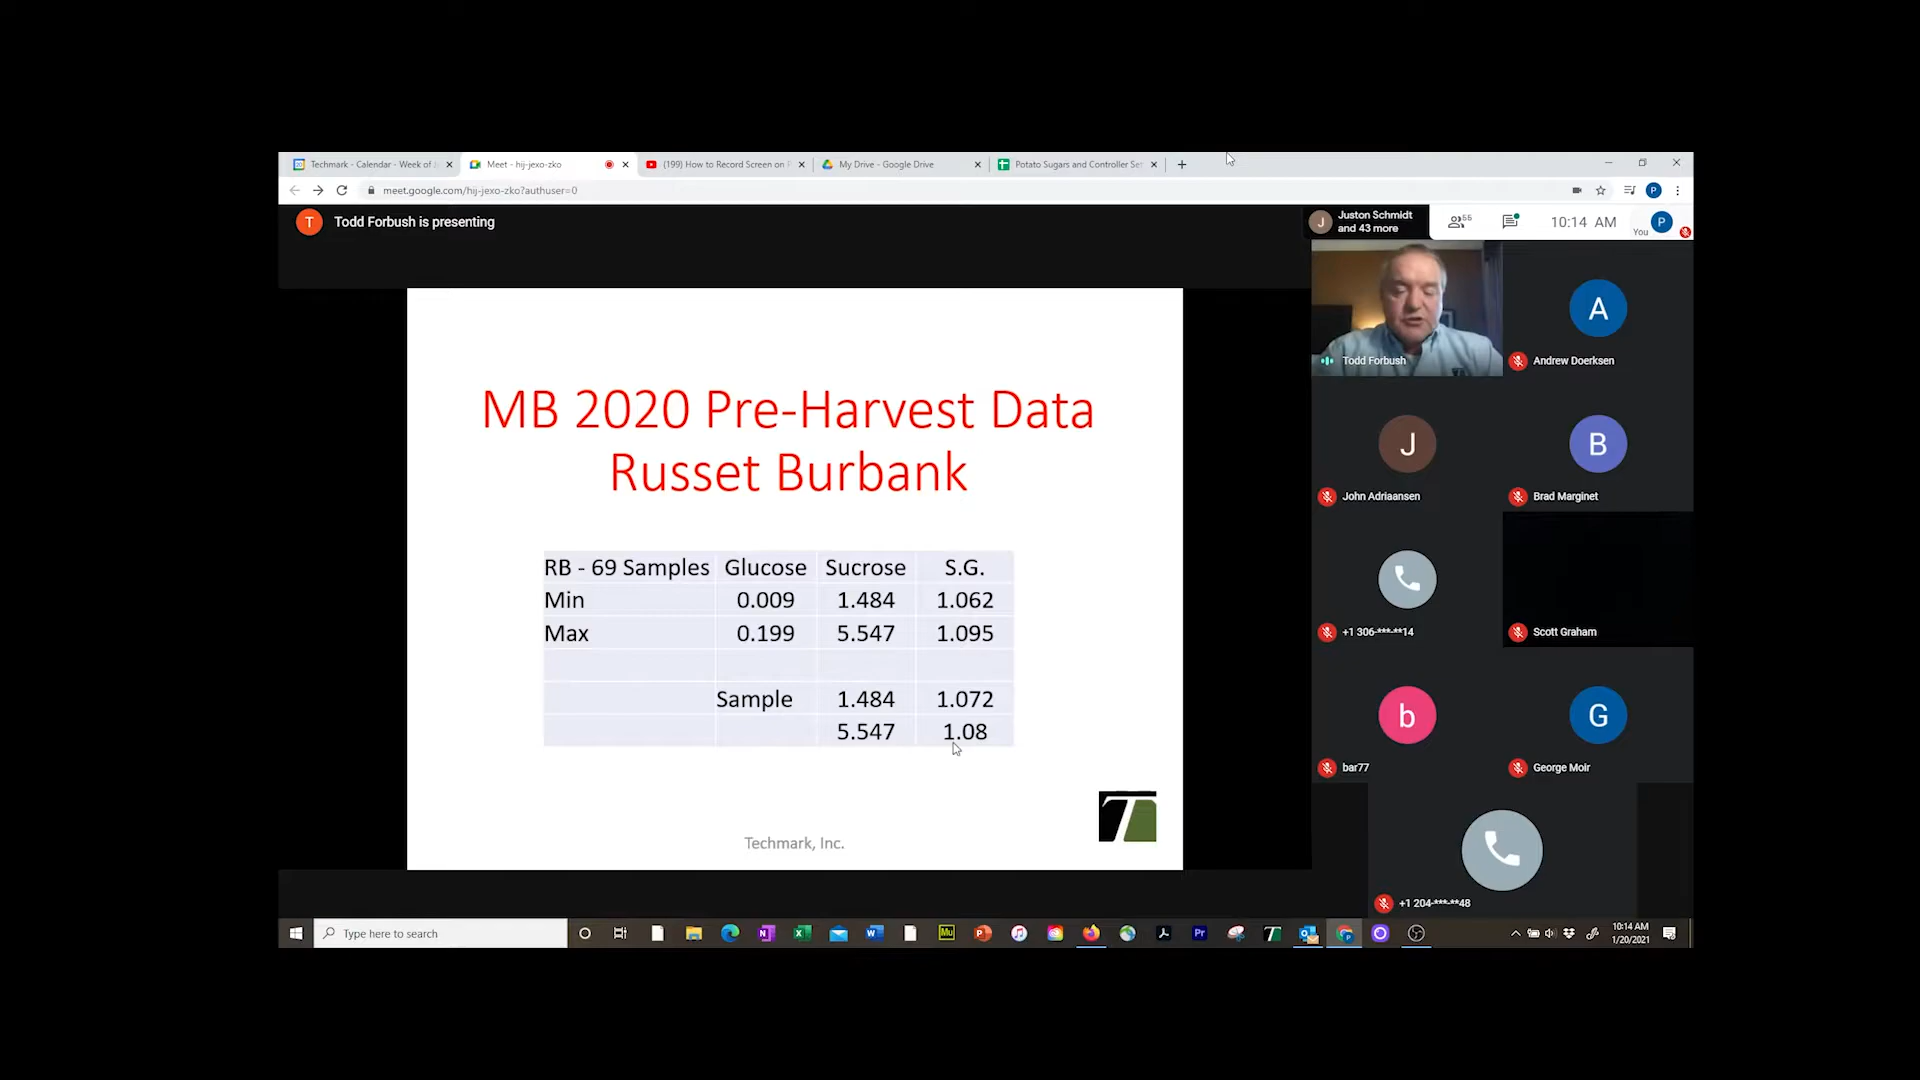 Techmark - Calendar - Week of
Meet - hij-jexo-zko
(199) How to Record Screen on
My Drive - Google Drive
Potato Sugars and Controller Set
meet.google.com/hij-jexo-zko?authuser=0
P
T
Todd Forbush is presenting
J
Juston Schmidt
and 43 more
55
10:14 AM
You
P
MB 2020 Pre-Harvest Data
Russet Burbank
RB - 69 Samples Glucose Sucrose S.G.
Min 0.009 1.484 1.062
Max 0.199 5.547 1.095
Sample 1.484 1.072
5.547 1.08
Techmark, Inc.
T
Todd Forbush
A
Andrew Doerksen
J
John Adriaansen
B
Brad Marginet
+1 306-***-**14
Scott Graham
b
bar77
G
George Moir
+1 204-***-**48
Type here to search
Mu
Pr
10:14 AM
1/20/2021